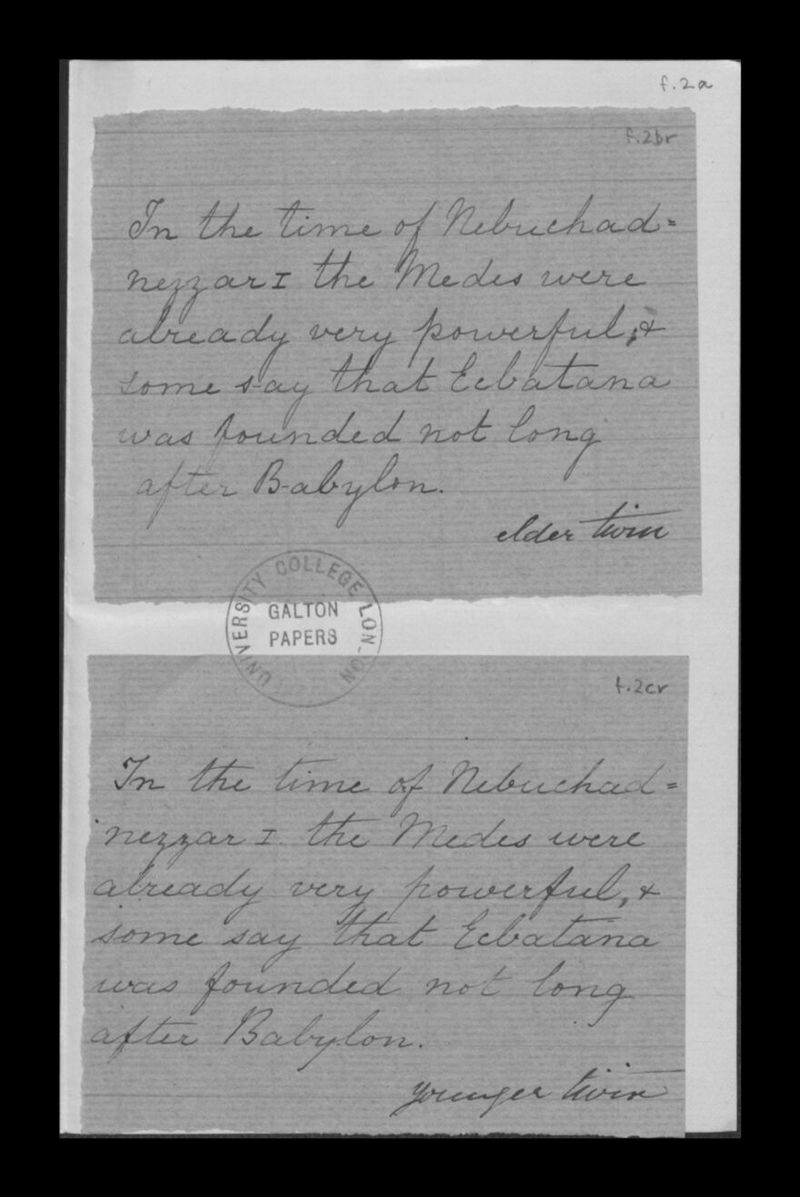 f.2a
f.2br
In the time of Nebuchad=
nezzar I the Medes were
already very powerful, &
some say that Ecbatana
was founded not long
after Babylon.
elder twin
UNIVERSITY COLLEGE LONDON
GALTON
PAPERS
f.2cr
In the time of Nebuchad=
nezzar I the Medes were
already very powerful, &
some say that Ecbatana
was founded not long
after Babylon.
younger twin